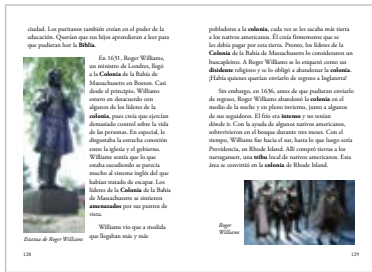 ciudad. Los puritanos también creían en el poder de la
educación. Querían que sus hijos aprendieran a leer para
que pudieran leer la Biblia.
En 1631, Roger Williams,
un ministro de Londres, llegó
a la Colonia de la Bahía de
Massachusetts en Boston. Casi
desde el principio, Williams
estuvo en desacuerdo con
algunos de los líderes de la
colonia, pues creía que ejercían
demasiado control sobre la vida
de las personas. En especial, le
disgustaba la estrecha conexión
entre la iglesia y el gobierno.
Williams sentía que lo que
estaba sucediendo se parecía
mucho al sistema inglés del que
habían tratado de escapar. Los
líderes de la Colonia de la Bahía
de Massachusetts se sintieron
amenazados por sus puntos de
vista.
Williams vio que a medida
que llegaban más y más
Estatua de Roger Williams
128
pobladores a la colonia, cada vez se les sacaba más tierra
a los nativos americanos. Él creía firmemente que se
les debía pagar por esta tierra. Pronto, los líderes de la
Colonia de la Bahía de Massachusetts lo consideraron un
buscapleitos. A Roger Williams se lo etiquetó como un
disidente religioso y se lo obligó a abandonar la colonia.
¡Había quienes querían enviarlo de regreso a Inglaterra!
Sin embargo, en 1636, antes de que pudieran enviarlo
de regreso, Roger Williams abandonó la colonia en el
medio de la noche y en pleno invierno, junto a algunos
de sus seguidores. El frío era intenso y no tenían
dónde ir. Con la ayuda de algunos nativos americanos,
sobrevivieron en el bosque durante tres meses. Con el
tiempo, Williams fue hacia el sur, hasta lo que luego sería
Providencia, en Rhode Island. Allí compró tierras a los
narragansett, una tribu local de nativos americanos. Esta
área se convirtió en la colonia de Rhode Island.
Roger
Williams
129